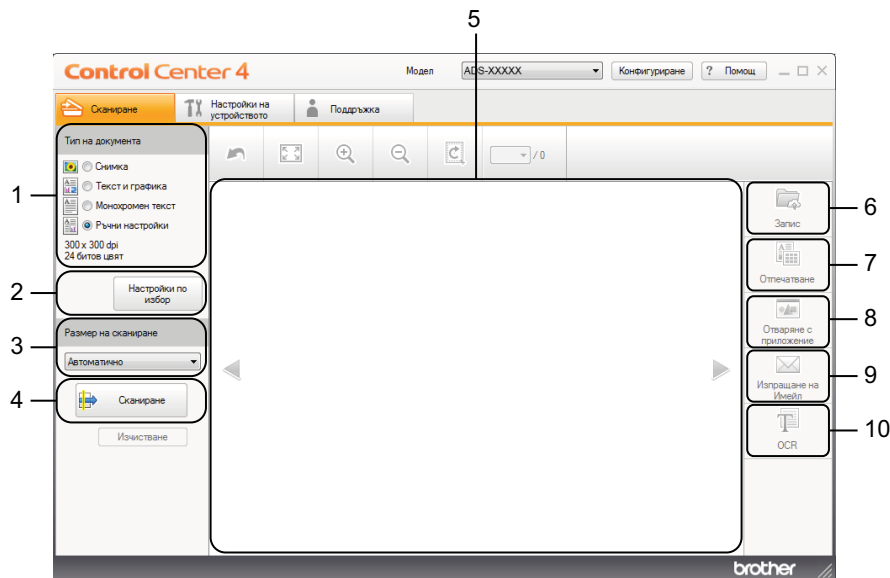 5
Control Center 4
Модел
ADS-XXXXX
Конфигуриране
? Помощ
Сканиране
Настройки на
устройството
Поддръжка
Тип на документа
Снимка
Текст и графика
Монохромен текст
Ръчни настройки
300 x 300 dpi
24 битов цвят
1
/ 0
Настройки по
избор
2
Размер на сканиране
Автоматично
3
Сканиране
4
Изчистване
Запис
6
Отпечатване
7
Отваряне с
приложение
8
Изпращане на
Имейл
9
OCR
10
brother